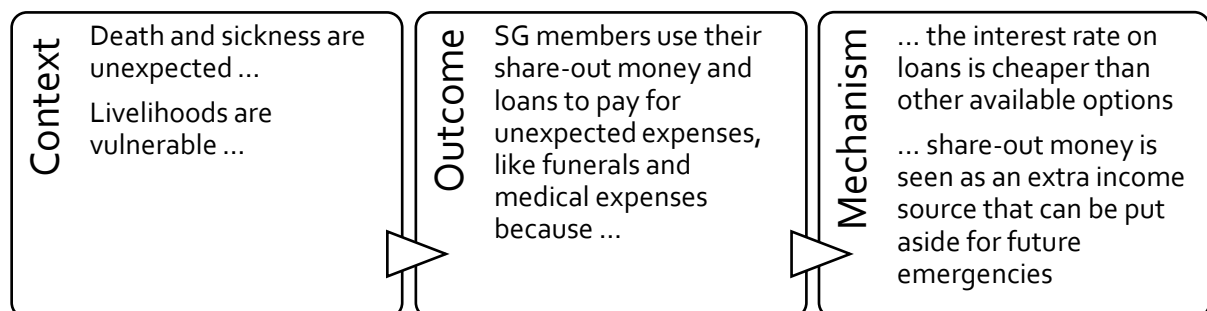 Context
Death and sickness are
unexpected ...
Livelihoods are
vulnerable ...
Outcome
SG members use their
share-out money and
loans to pay for
unexpected expenses,
like funerals and
medical expenses
because ...
Mechanism
... the interest rate on
loans is cheaper than
other available options
... share-out money is
seen as an extra income
source that can be put
aside for future
emergencies